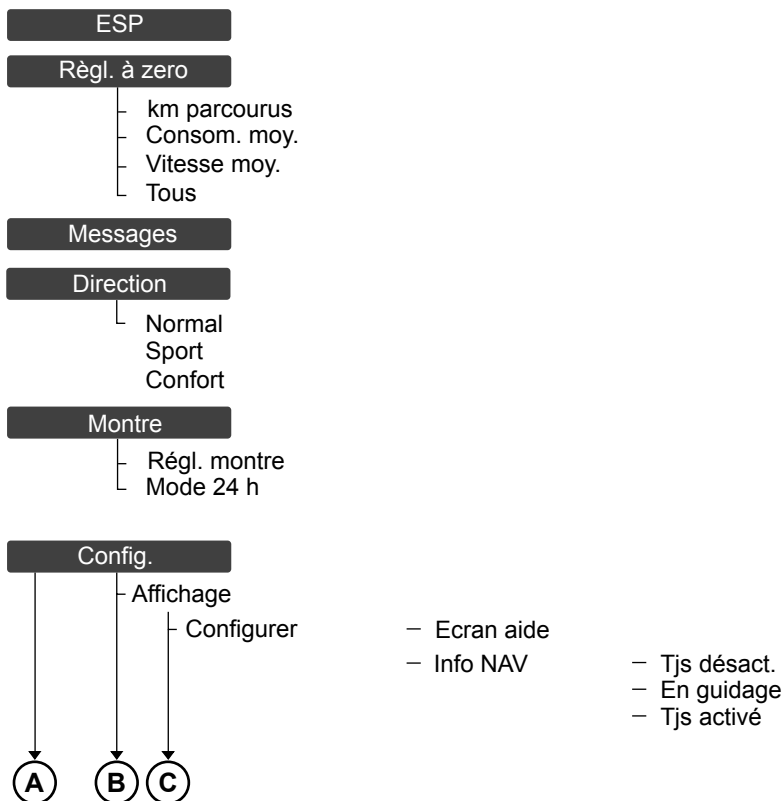 ESP
Règl. à zero
km parcourus
Consom. moy.
Vitesse moy.
Tous
Messages
Direction
Normal
Sport
Confort
Montre
Régl. montre
Mode 24 h
Config.
Affichage
Configurer
Ecran aide
Info NAV
Tjs désact.
En guidage
Tjs activé
A
B
C